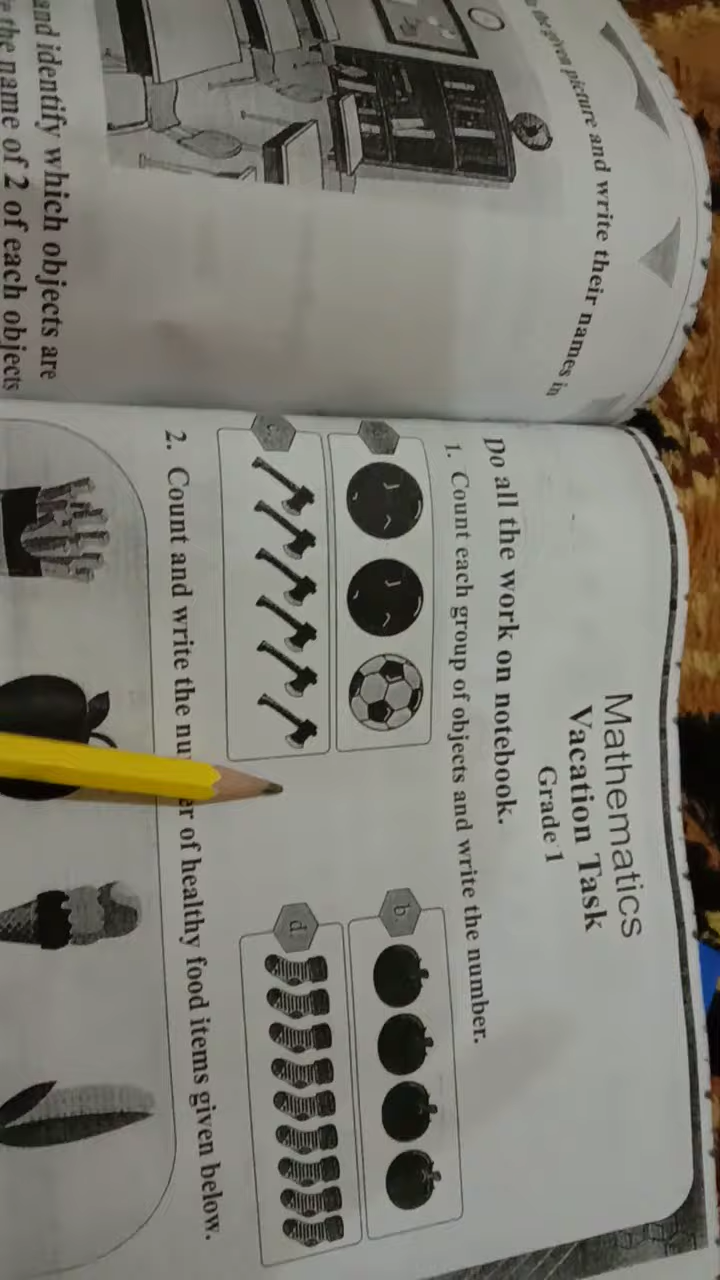 the given picture and write their names in
and identify which objects are
the name of 2 of each objects
Mathematics
Vacation Task
Grade 1
Do all the work on notebook.
1. Count each group of objects and write the number.
b.
c.
d.
2. Count and write the nu er of healthy food items given below.